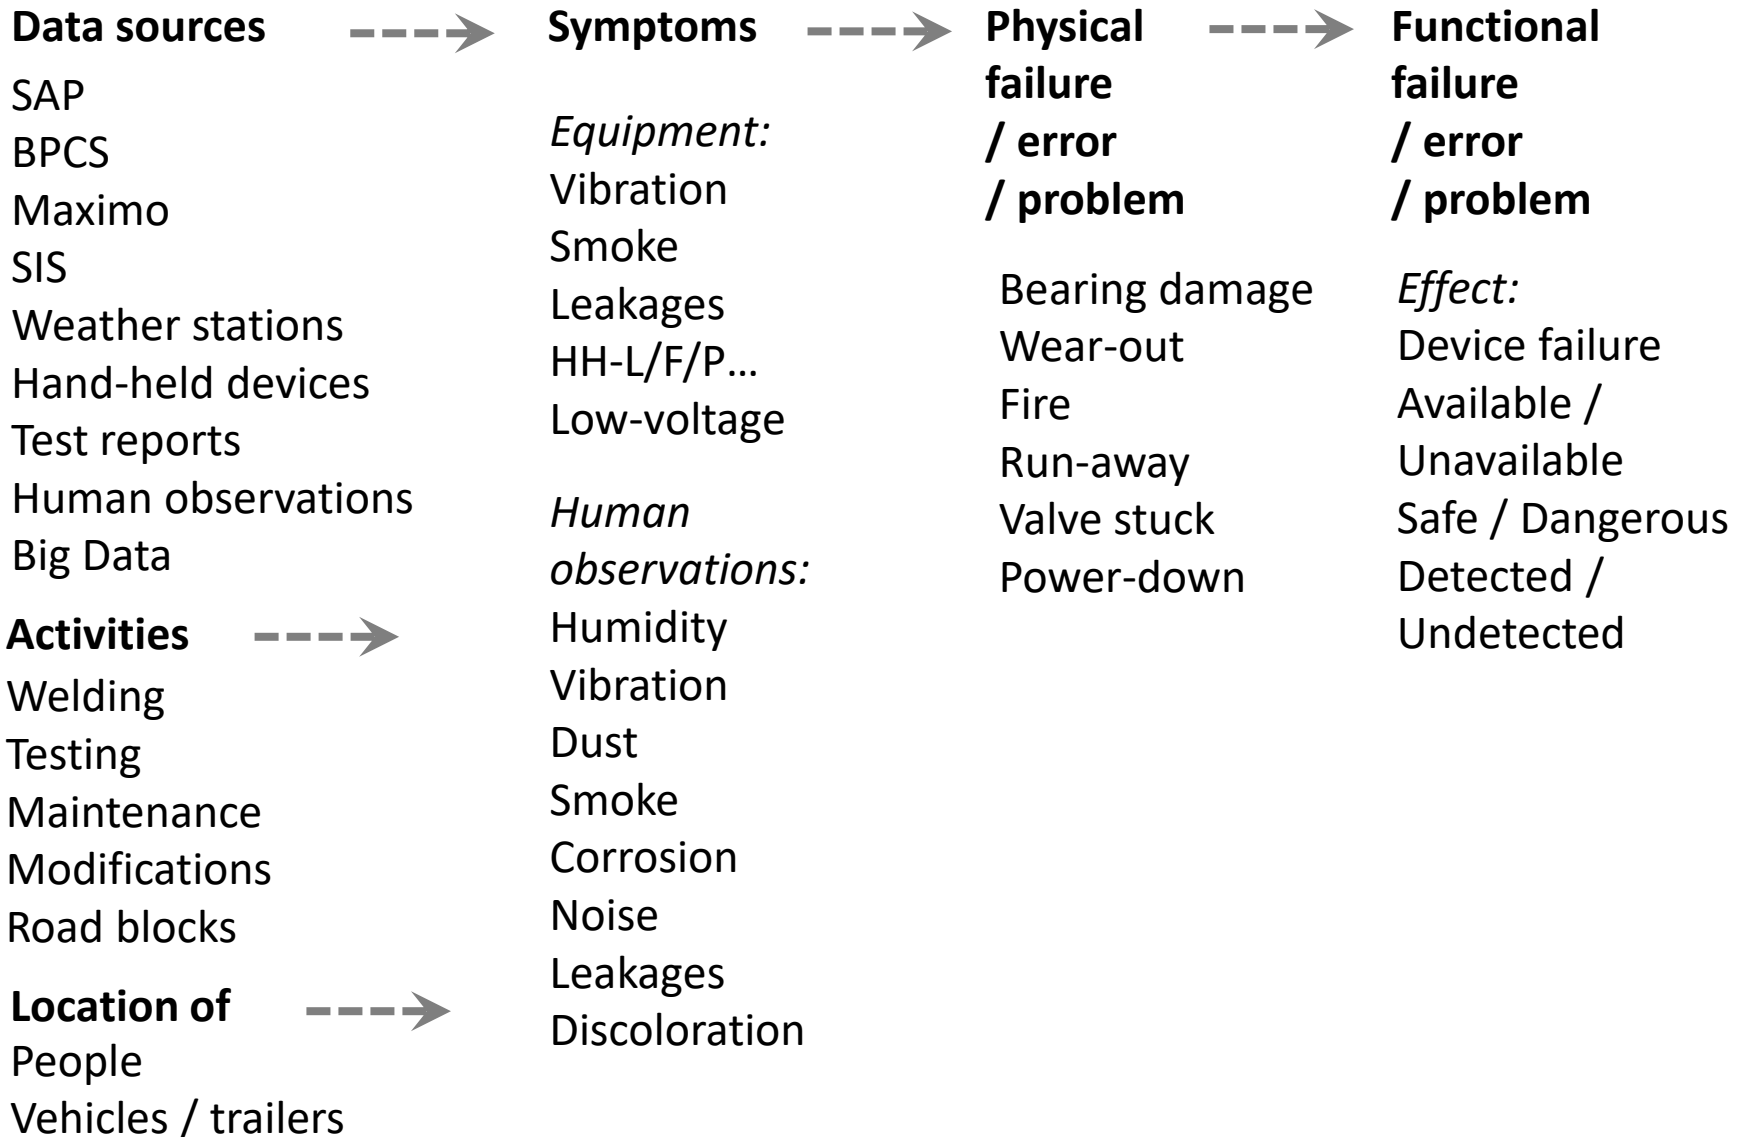 Data sources
SAP
BPCS
Maximo
SIS
Weather stations
Hand-held devices
Test reports
Human observations
Big Data
Activities
Welding
Testing
Maintenance
Modifications
Road blocks
Location of
People
Vehicles / trailers
Symptoms
Equipment:
Vibration
Smoke
Leakages
HH-L/F/P...
Low-voltage
Human
observations:
Humidity
Vibration
Dust
Smoke
Corrosion
Noise
Leakages
Discoloration
Physical
failure
/ error
/ problem
Bearing damage
Wear-out
Fire
Run-away
Valve stuck
Power-down
Functional
failure
/ error
/ problem
Effect:
Device failure
Available /
Unavailable
Safe / Dangerous
Detected /
Undetected